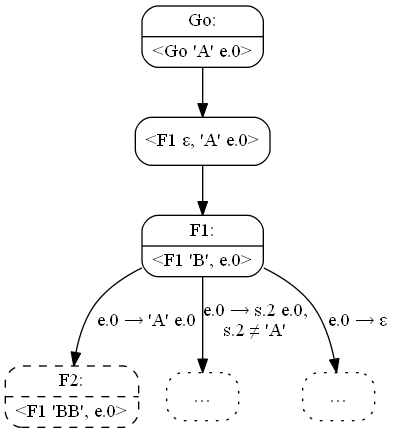 Go:
<Go 'A' e.0>
<F1 ε, 'A' e.0>
F1:
<F1 'B', e.0>
e.0 → 'A' e.0
e.0 → s.2 e.0,
s.2 ≠ 'A'
e.0 → ε
F2:
<F1 'BB', e.0>
...
...